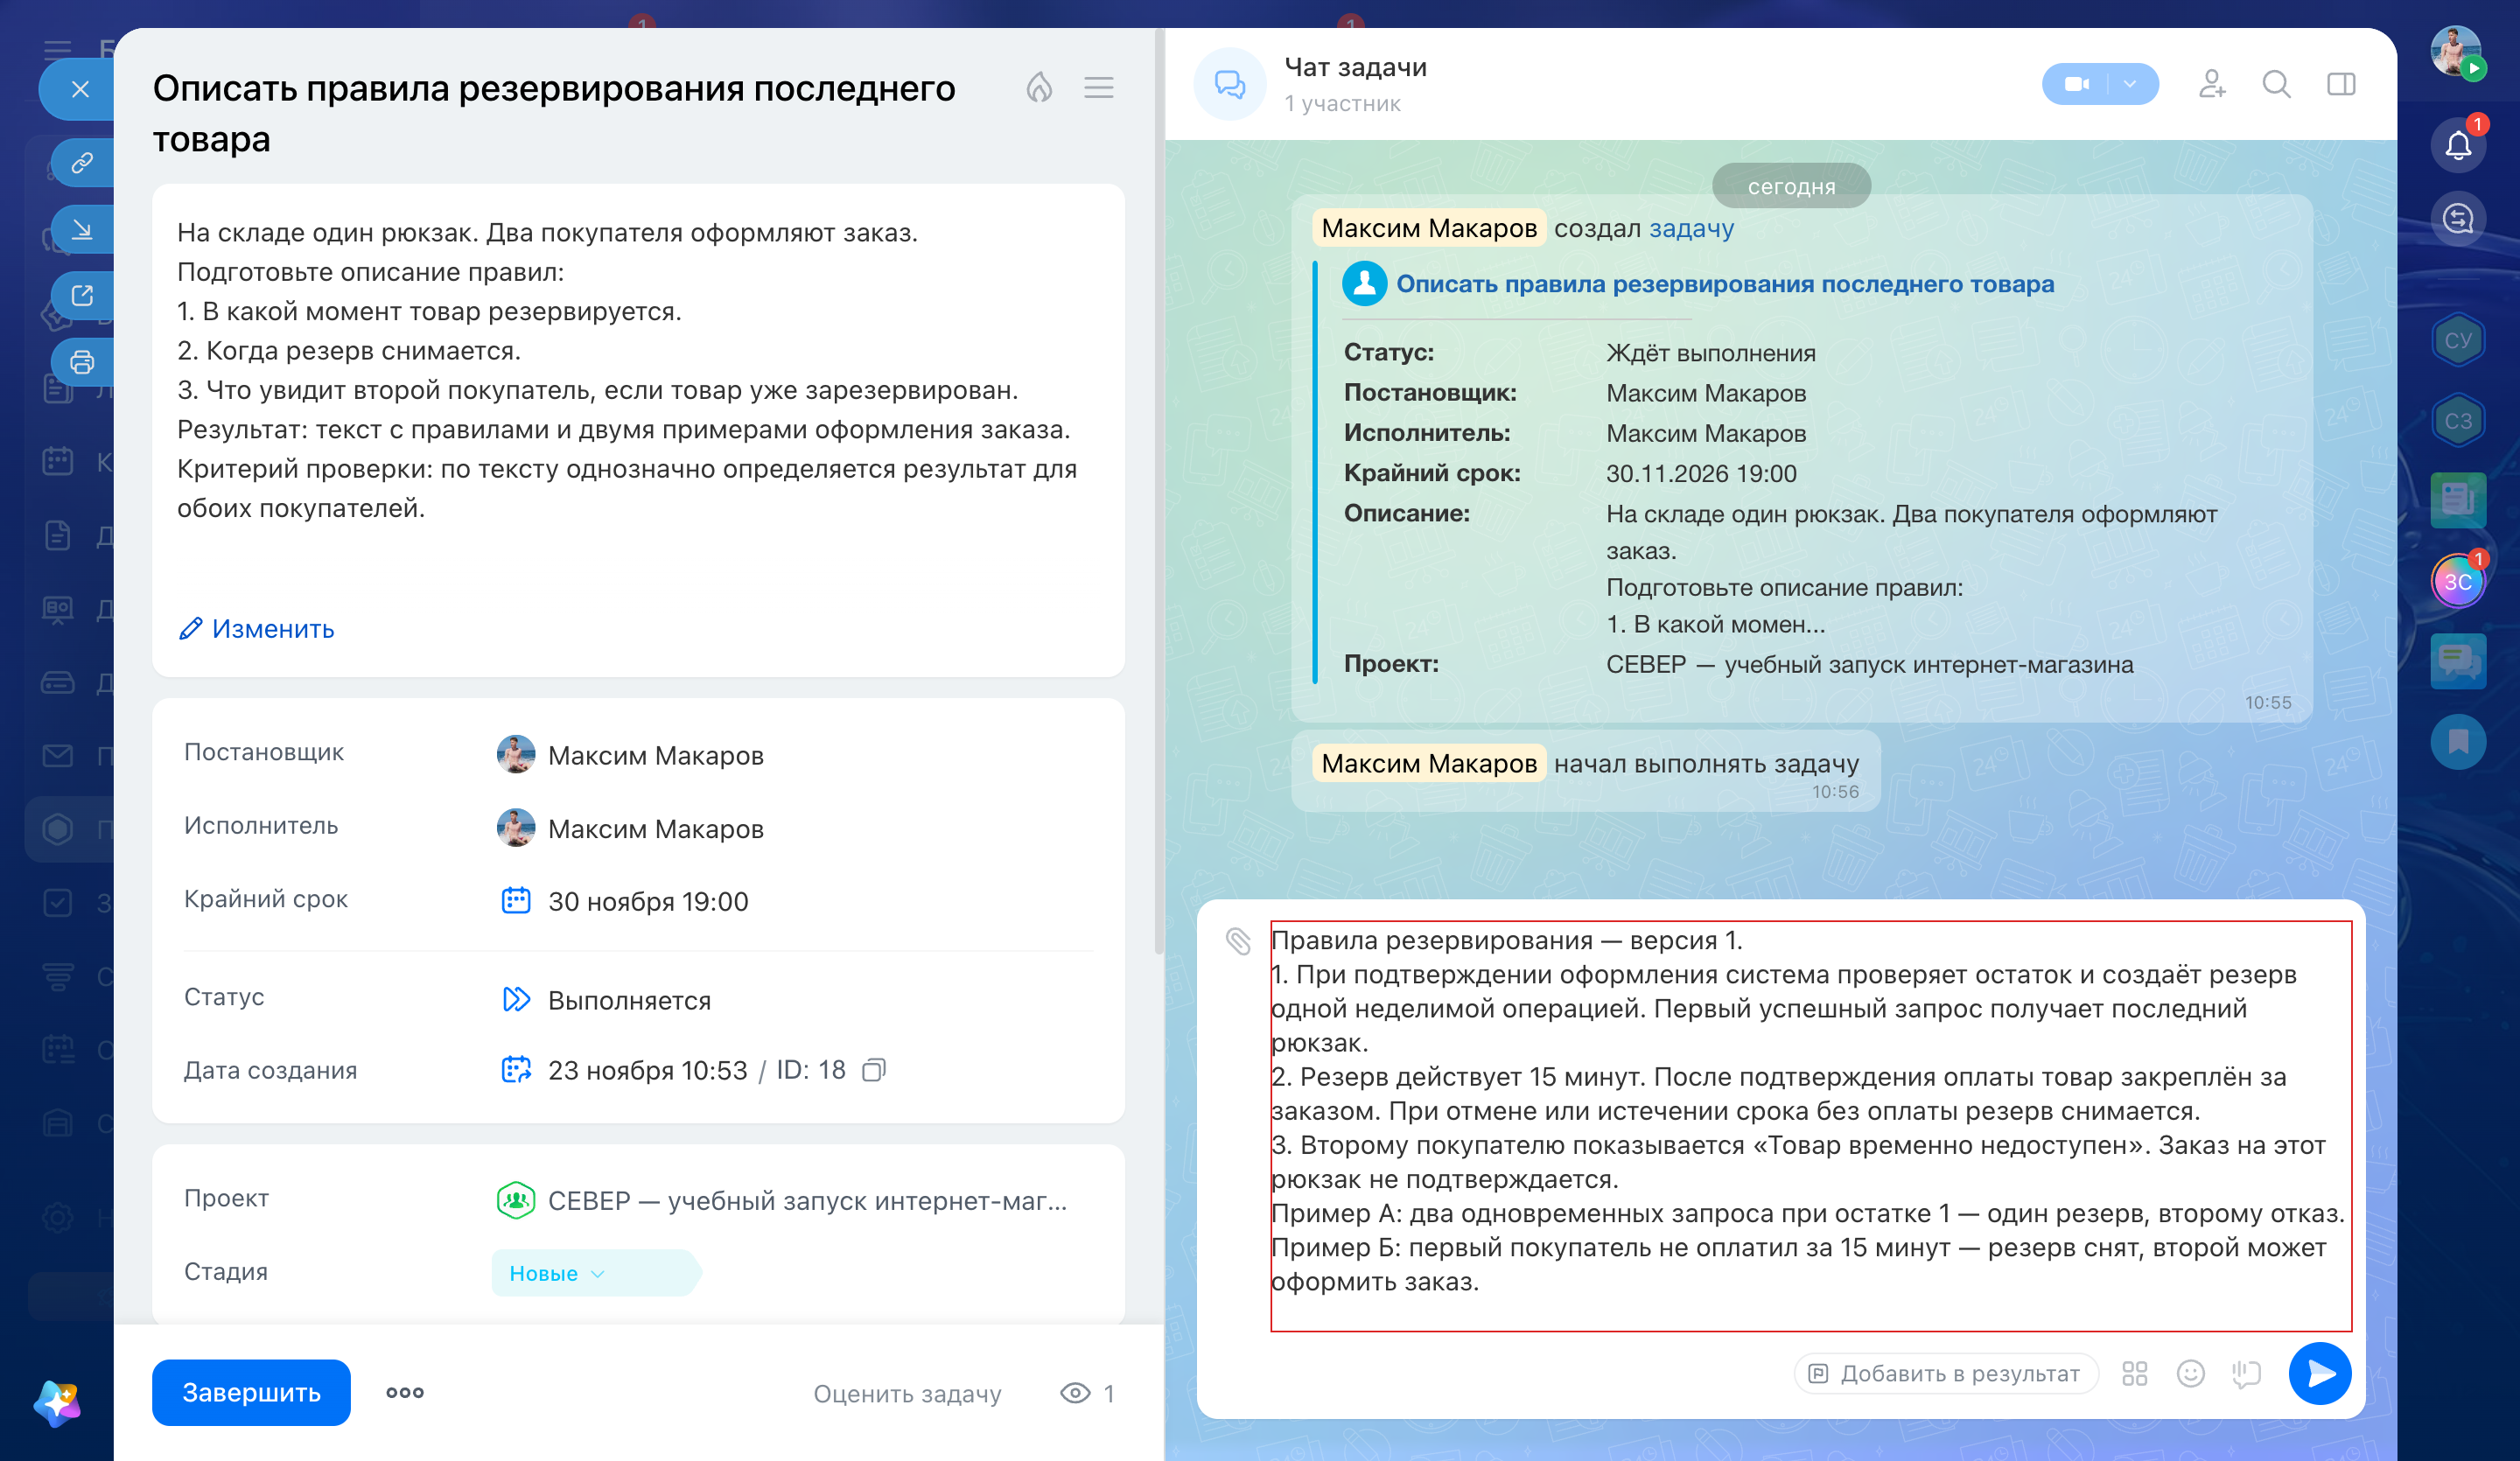 Описать правила резервирования последнего
товара
На складе один рюкзак. Два покупателя оформляют заказ.
Подготовьте описание правил:
1. В какой момент товар резервируется.
2. Когда резерв снимается.
3. Что увидит второй покупатель, если товар уже зарезервирован.
Результат: текст с правилами и двумя примерами оформления заказа.
Критерий проверки: по тексту однозначно определяется результат для
обоих покупателей.
Изменить
Постановщик
Максим Макаров
Исполнитель
Максим Макаров
Крайний срок
30 ноября 19:00
Статус
Выполняется
Дата создания
23 ноября 10:53 / ID: 18
Проект
СЕВЕР — учебный запуск интернет-маг...
Стадия
Новые
Завершить
Оценить задачу
1
Чат задачи
1 участник
сегодня
Максим Макаров создал задачу
Описать правила резервирования последнего товара
Статус: Ждёт выполнения
Постановщик: Максим Макаров
Исполнитель: Максим Макаров
Крайний срок: 30.11.2026 19:00
Описание: На складе один рюкзак. Два покупателя оформляют
заказ.
Подготовьте описание правил:
1. В какой момен...
Проект: СЕВЕР — учебный запуск интернет-магазина
10:55
Максим Макаров начал выполнять задачу
10:56
Правила резервирования — версия 1.
1. При подтверждении оформления система проверяет остаток и создаёт резерв
одной неделимой операцией. Первый успешный запрос получает последний
рюкзак.
2. Резерв действует 15 минут. После подтверждения оплаты товар закреплён за
заказом. При отмене или истечении срока без оплаты резерв снимается.
3. Второму покупателю показывается «Товар временно недоступен». Заказ на этот
рюкзак не подтверждается.
Пример А: два одновременных запроса при остатке 1 — один резерв, второму отказ.
Пример Б: первый покупатель не оплатил за 15 минут — резерв снят, второй может
оформить заказ.
Добавить в результат
1
СУ
СЗ
ЗС
1